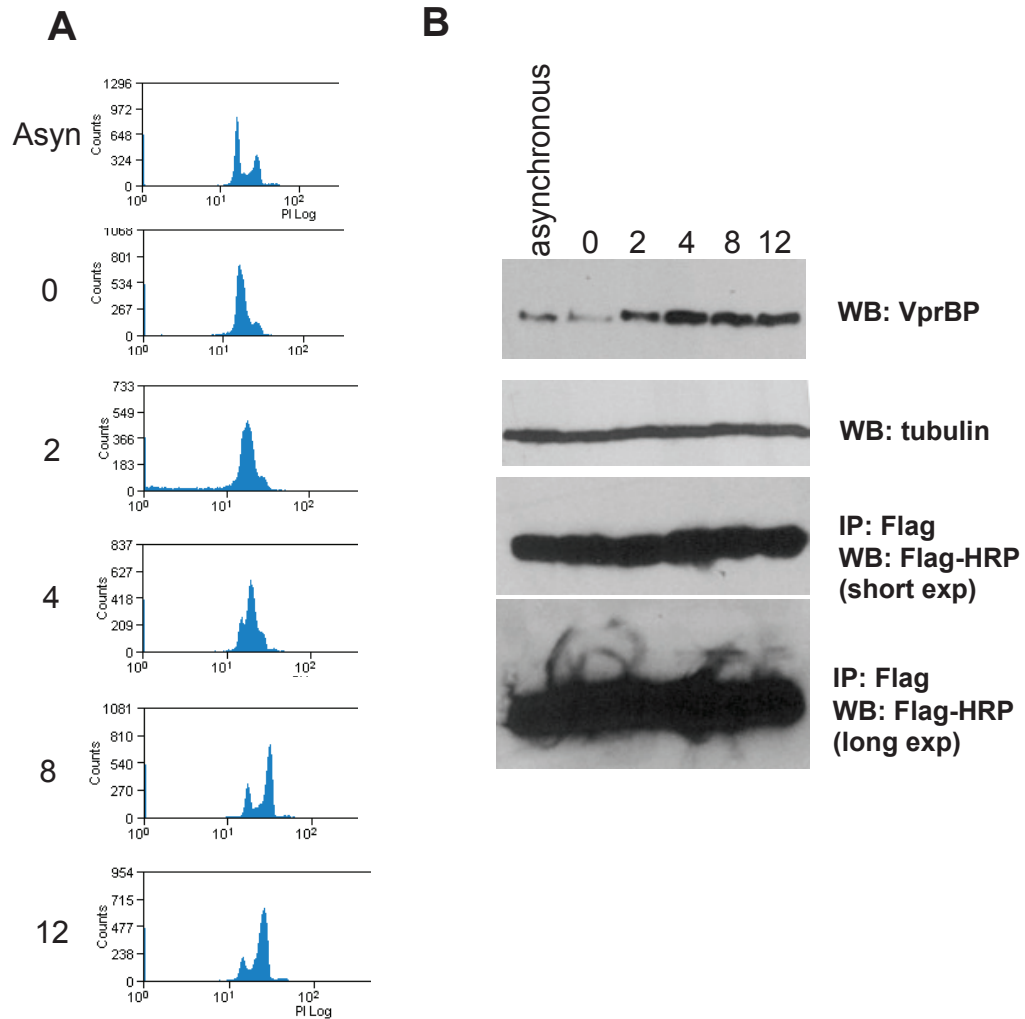 A
B
Asyn
Counts
1296
972
648
324
0
10⁰
10¹
10²
PI Log
0
Counts
1068
801
534
267
0
10⁰
10¹
10²
2
Counts
733
549
366
183
0
10⁰
10¹
10²
4
Counts
837
627
418
209
0
10⁰
10¹
10²
8
Counts
1081
810
540
270
0
10⁰
10¹
10²
12
Counts
954
715
477
238
0
10⁰
10¹
10²
PI Log
asynchronous 0 2 4 8 12
WB: VprBP
WB: tubulin
IP: Flag
WB: Flag-HRP
(short exp)
IP: Flag
WB: Flag-HRP
(long exp)